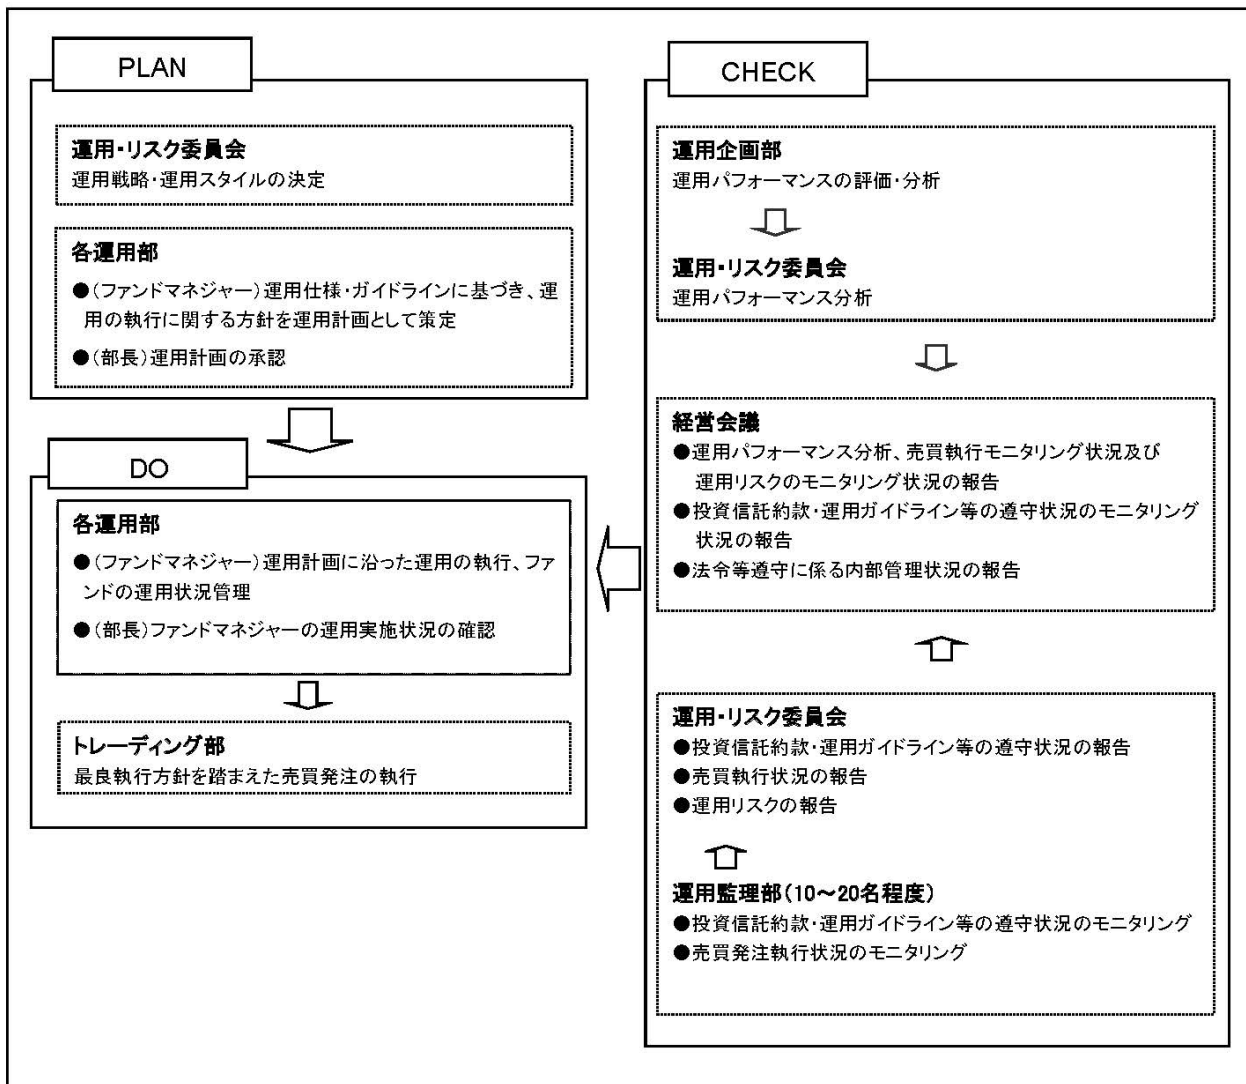 PLAN
運用・リスク委員会
運用戦略・運用スタイルの決定
各運用部
●(ファンドマネジャー)運用仕様・ガイドラインに基づき、運
用の執行に関する方針を運用計画として策定
●(部長)運用計画の承認
DO
各運用部
●(ファンドマネジャー)運用計画に沿った運用の執行、ファ
ンドの運用状況管理
●(部長)ファンドマネジャーの運用実施状況の確認
トレーディング部
最良執行方針を踏まえた売買発注の執行
CHECK
運用企画部
運用パフォーマンスの評価・分析
運用・リスク委員会
運用パフォーマンス分析
経営会議
●運用パフォーマンス分析、売買執行モニタリング状況及び
運用リスクのモニタリング状況の報告
●投資信託約款・運用ガイドライン等の遵守状況のモニタリング
状況の報告
●法令等遵守に係る内部管理状況の報告
運用・リスク委員会
●投資信託約款・運用ガイドライン等の遵守状況の報告
●売買執行状況の報告
●運用リスクの報告
運用監理部(10~20名程度)
●投資信託約款・運用ガイドライン等の遵守状況のモニタリング
●売買発注執行状況のモニタリング